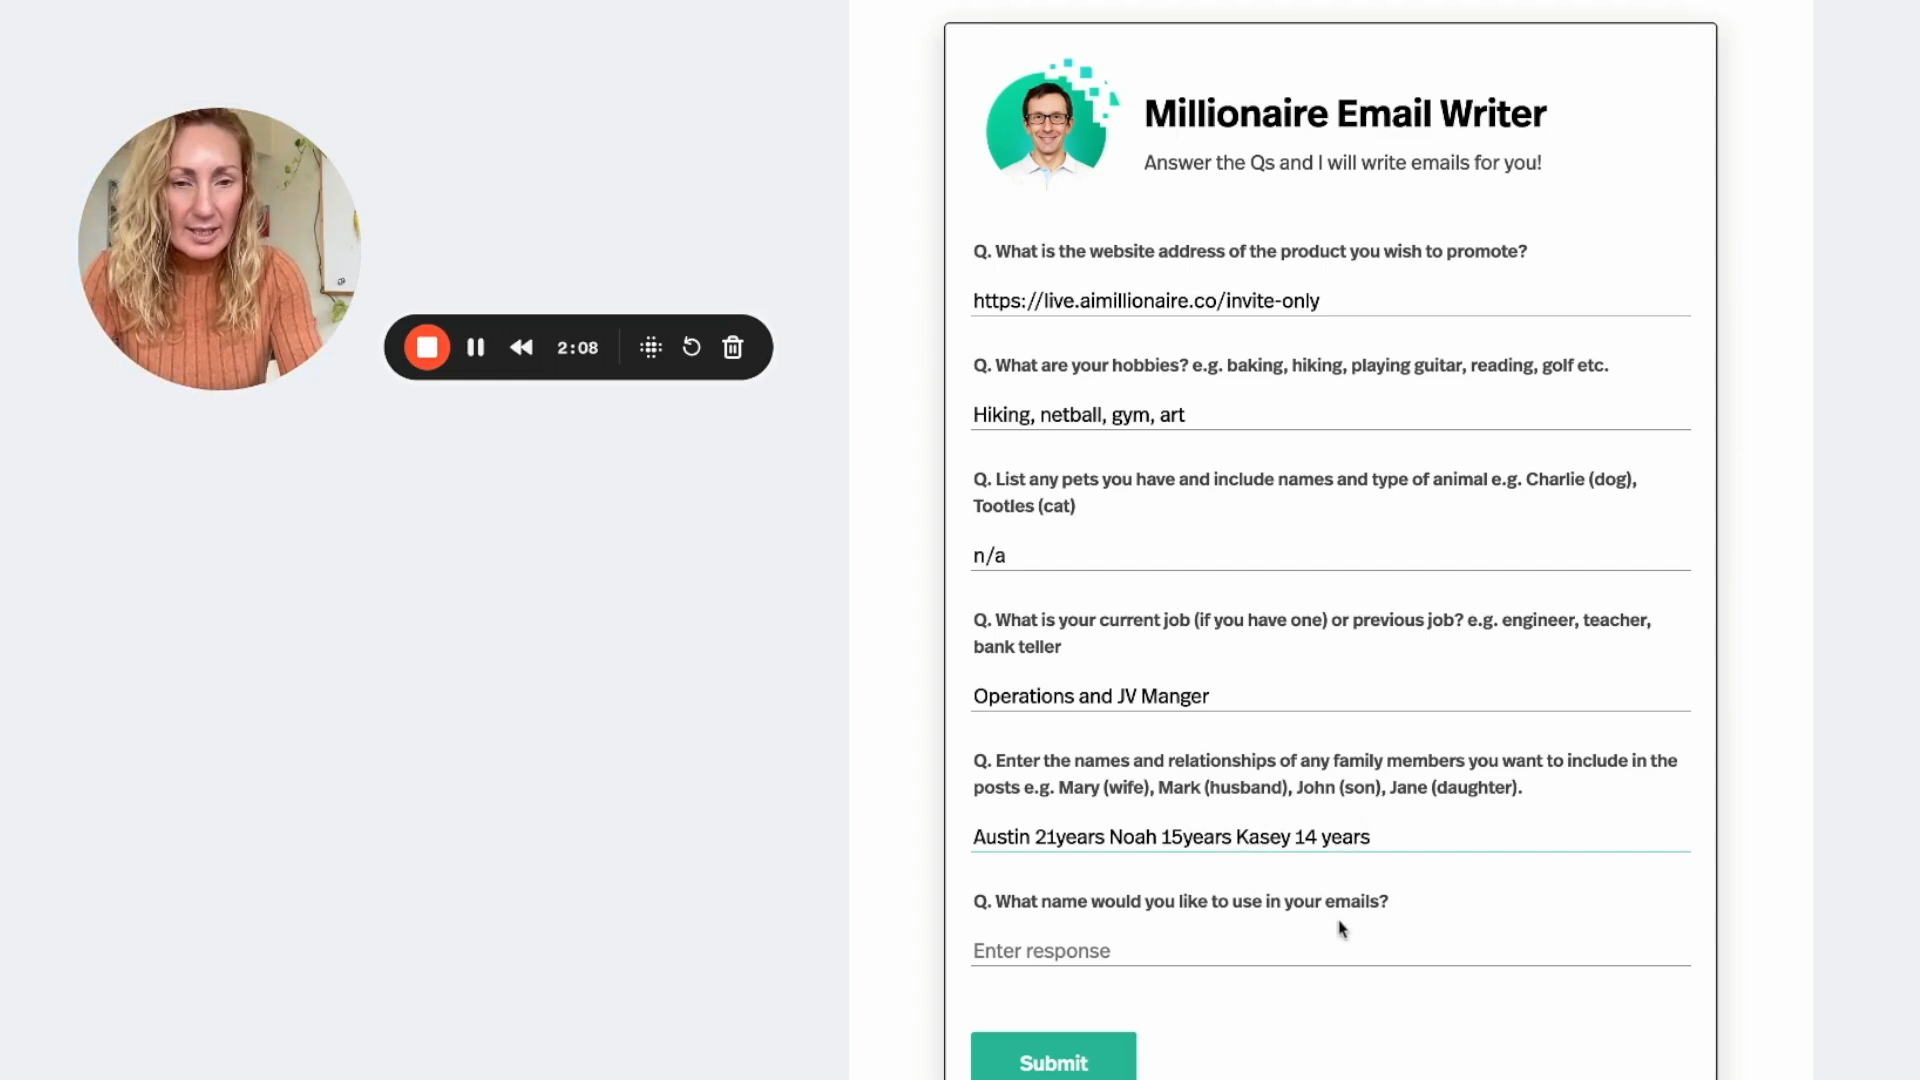 Millionaire Email Writer
Answer the Qs and I will write emails for you!
Q. What is the website address of the product you wish to promote?
https://live.aimillionaire.co/invite-only
2:08
Q. What are your hobbies? e.g. baking, hiking, playing guitar, reading, golf etc.
Hiking, netball, gym, art
Q. List any pets you have and include names and type of animal e.g. Charlie (dog),
Tootles (cat)
n/a
Q. What is your current job (if you have one) or previous job? e.g. engineer, teacher,
bank teller
Operations and JV Manger
Q. Enter the names and relationships of any family members you want to include in the
posts e.g. Mary (wife), Mark (husband), John (son), Jane (daughter).
Austin 21years Noah 15years Kasey 14 years
Q. What name would you like to use in your emails?
Enter response
Submit